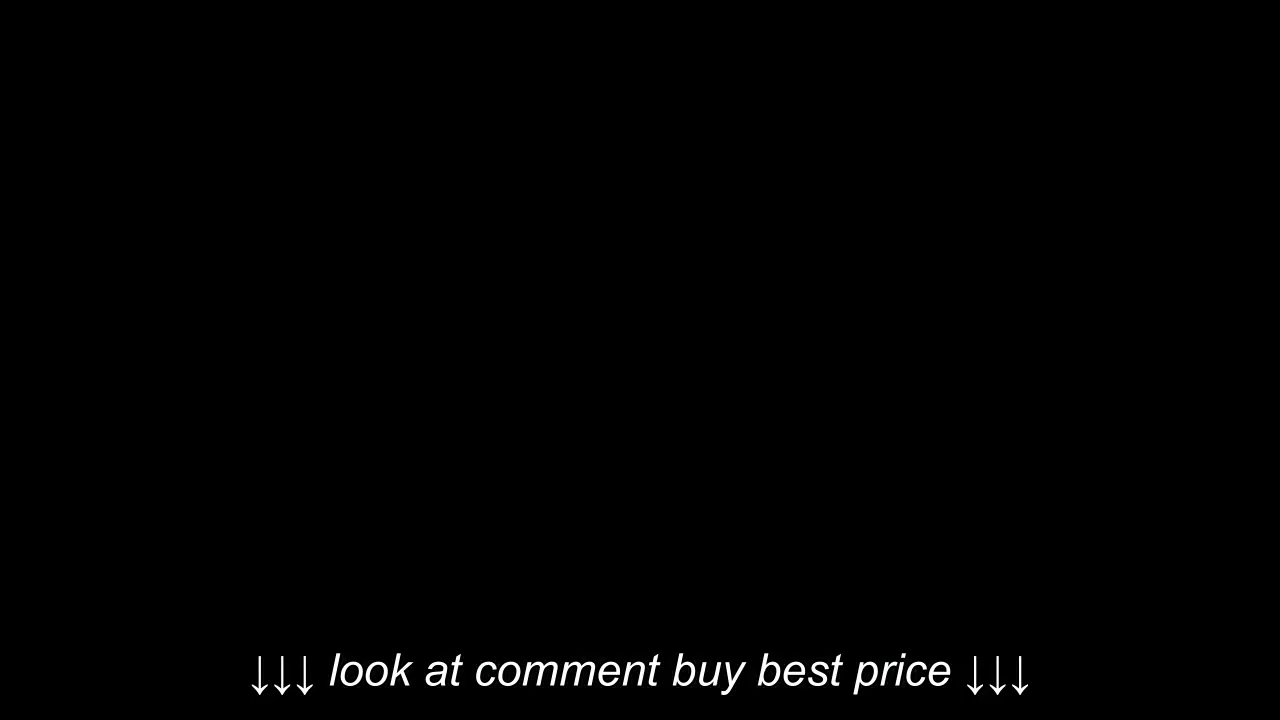 ↓↓↓ look at comment buy best price ↓↓↓